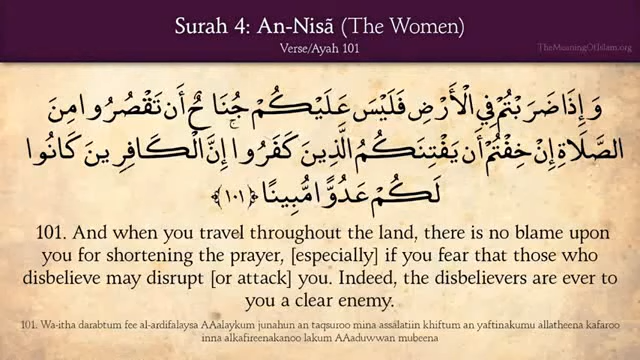 Surah 4: An-Nisã (The Women)
Verse/Ayah 101
TheMeaningOfIslam.org
وَإِذَا ضَرَبْتُمْ فِي الْأَرْضِ فَلَيْسَ عَلَيْكُمْ جُنَاحٌ أَن تَقْصُرُوا مِنَ
الصَّلَاةِ إِنْ خِفْتُمْ أَن يَفْتِنَكُمُ الَّذِينَ كَفَرُوا ۚ إِنَّ الْكَافِرِينَ كَانُوا
لَكُمْ عَدُوًّا مُّبِينًا ﴿١٠١﴾
101. And when you travel throughout the land, there is no blame upon
you for shortening the prayer, [especially] if you fear that those who
disbelieve may disrupt [or attack] you. Indeed, the disbelievers are ever to
you a clear enemy.
101. Wa-itha darabtum fee al-ardifalaysa AAalaykum junahun an taqsuroo mina assalatiin khiftum an yaftinakumu allatheena kafaroo
inna alkafireenakanoo lakum AAaduwwan mubeena